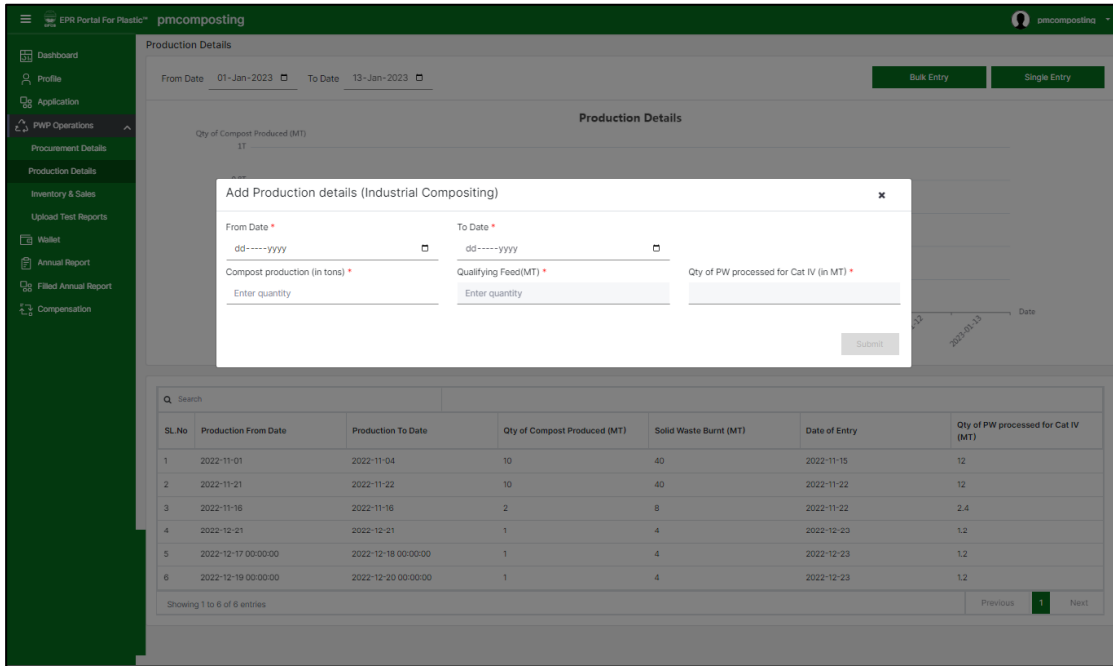 EPR Portal For Plastic™ pmcomposting pmcomposting
Dashboard
Profile
Application
PWP Operations
Procurement Details
Production Details
Inventory & Sales
Upload Test Reports
Wallet
Annual Report
Filled Annual Report
Compensation
Production Details
From Date 01-Jan-2023 To Date 13-Jan-2023 Bulk Entry Single Entry
Production Details
Qty of Compost Produced (MT)
1T
Add Production details (Industrial Compositing)
From Date * To Date *
dd-----yyyy dd-----yyyy
Compost production (in tons) * Qualifying Feed(MT) * Qty of PW processed for Cat IV (in MT) *
Enter quantity Enter quantity
Submit
Date
2023-01-13
Search
SL.No Production From Date Production To Date Qty of Compost Produced (MT) Solid Waste Burnt (MT) Date of Entry Qty of PW processed for Cat IV (MT)
1 2022-11-01 2022-11-04 10 40 2022-11-15 12
2 2022-11-21 2022-11-22 10 40 2022-11-22 12
3 2022-11-16 2022-11-16 2 8 2022-11-22 2.4
4 2022-12-21 2022-12-21 1 4 2022-12-23 1.2
5 2022-12-17 00:00:00 2022-12-18 00:00:00 1 4 2022-12-23 1.2
6 2022-12-19 00:00:00 2022-12-20 00:00:00 1 4 2022-12-23 1.2
Showing 1 to 6 of 6 entries Previous 1 Next